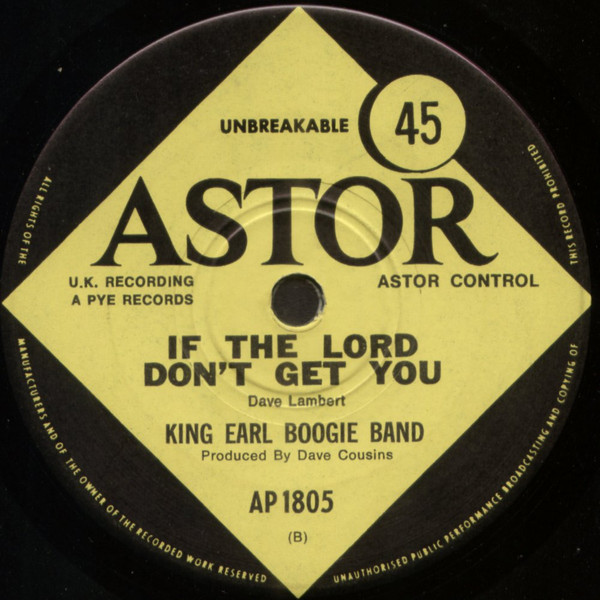 UNBREAKABLE
45
ASTOR
U.K. RECORDING
A PYE RECORDS
ASTOR CONTROL
IF THE LORD
DON'T GET YOU
Dave Lambert
KING EARL BOOGIE BAND
Produced By Dave Cousins
AP 1805
(B)
ALL RIGHTS OF THE MANUFACTURERS AND OF THE OWNER OF THE RECORDED WORK RESERVED UNAUTHORISED PUBLIC PERFORMANCE BROADCASTING AND COPYING OF THIS RECORD PROHIBITED